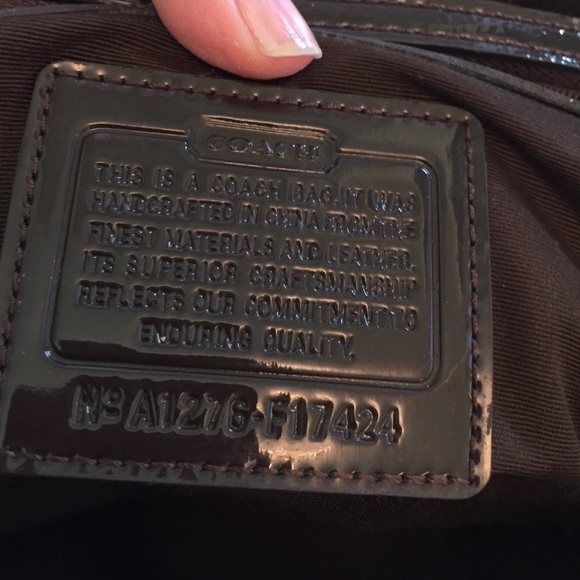 COACH
THIS IS A COACH BAG. IT WAS
HANDCRAFTED IN CHINA FROM THE
FINEST MATERIALS AND LEATHER.
ITS SUPERIOR CRAFTSMANSHIP
REFLECTS OUR COMMITMENT TO
ENDURING QUALITY.
Nº A1276-F17424